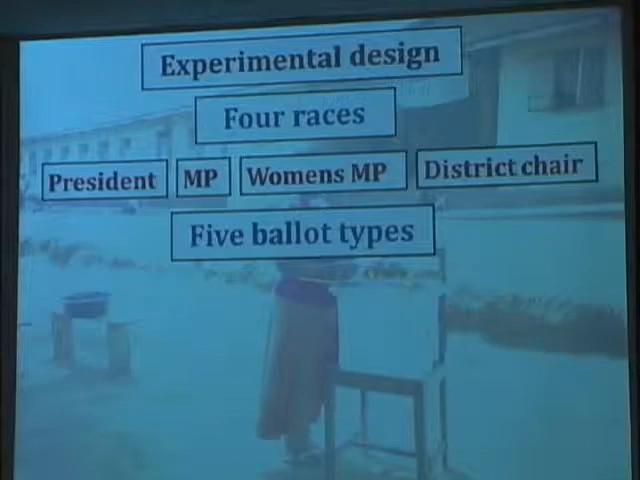 Experimental design
Four races
President MP Womens MP District chair
Five ballot types